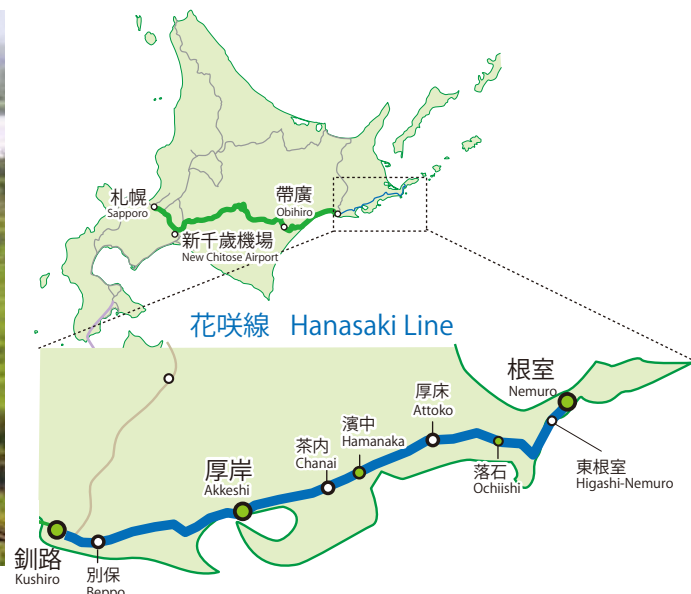 札幌
Sapporo
帶廣
Obihiro
新千歲機場
New Chitose Airport
花咲線 Hanasaki Line
根室
Nemuro
厚床
Attoko
濱中
Hamanaka
茶内
Chanai
厚岸
Akkeshi
落石
Ochiishi
東根室
Higashi-Nemuro
釧路
Kushiro
別保
Beppo